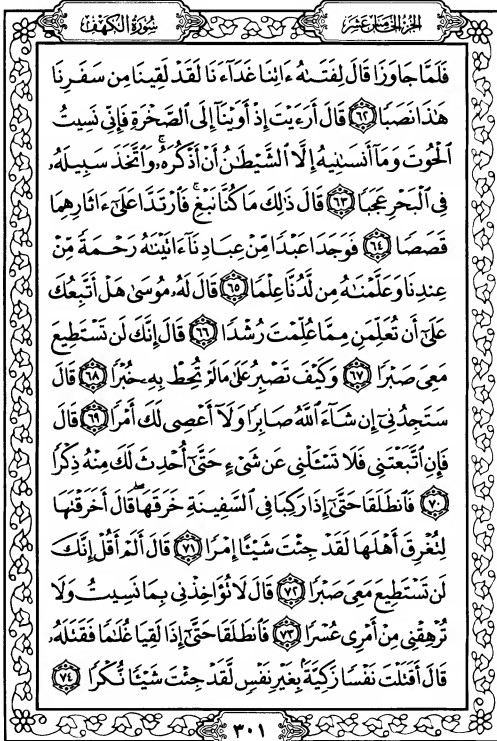 الجزء الخامس عشر سورة الكهف
فَلَمَّا جَاوَزَا قَالَ لِفَتَىٰهُ ءَاتِنَا غَدَآءَنَا لَقَدْ لَقِينَا مِن سَفَرِنَا
هَٰذَا نَصَبًا ٦٢ قَالَ أَرَءَيْتَ إِذْ أَوَيْنَآ إِلَى ٱلصَّخْرَةِ فَإِنِّى نَسِيتُ
ٱلْحُوتَ وَمَآ أَنسَىٰنِيهُ إِلَّا ٱلشَّيْطَٰنُ أَنْ أَذْكُرَهُۥ ۚ وَٱتَّخَذَ سَبِيلَهُۥ
فِى ٱلْبَحْرِ عَجَبًا ٦٣ قَالَ ذَٰلِكَ مَا كُنَّا نَبْغِ ۚ فَٱرْتَدَّا عَلَىٰٓ ءَاثَارِهِمَا
قَصَصًا ٦٤ فَوَجَدَا عَبْدًا مِّنْ عِبَادِنَآ ءَاتَيْنَٰهُ رَحْمَةً مِّنْ
عِندِنَا وَعَلَّمْنَٰهُ مِن لَّدُنَّا عِلْمًا ٦٥ قَالَ لَهُۥ مُوسَىٰ هَلْ أَتَّبِعُكَ
عَلَىٰٓ أَن تُعَلِّمَنِ مِمَّا عُلِّمْتَ رُشْدًا ٦٦ قَالَ إِنَّكَ لَن تَسْتَطِيعَ
مَعِىَ صَبْرًا ٦٧ وَكَيْفَ تَصْبِرُ عَلَىٰ مَا لَمْ تُحِطْ بِهِۦ خُبْرًا ٦٨ قَالَ
سَتَجِدُنِىٓ إِن شَآءَ ٱللَّهُ صَابِرًا وَلَآ أَعْصِى لَكَ أَمْرًا ٦٩ قَالَ
فَإِنِ ٱتَّبَعْتَنِى فَلَا تَسْـَٔلْنِى عَن شَىْءٍ حَتَّىٰٓ أُحْدِثَ لَكَ مِنْهُ ذِكْرًا
٧٠ فَٱنطَلَقَا حَتَّىٰٓ إِذَا رَكِبَا فِى ٱلسَّفِينَةِ خَرَقَهَا ۖ قَالَ أَخَرَقْتَهَا
لِتُغْرِقَ أَهْلَهَا لَقَدْ جِئْتَ شَيْـًٔا إِمْرًا ٧١ قَالَ أَلَمْ أَقُلْ إِنَّكَ
لَن تَسْتَطِيعَ مَعِىَ صَبْرًا ٧٢ قَالَ لَا تُؤَاخِذْنِى بِمَا نَسِيتُ وَلَا
تُرْهِقْنِى مِنْ أَمْرِى عُسْرًا ٧٣ فَٱنطَلَقَا حَتَّىٰٓ إِذَا لَقِيَا غُلَٰمًا فَقَتَلَهُۥ
قَالَ أَقَتَلْتَ نَفْسًا زَكِيَّةًۢ بِغَيْرِ نَفْسٍ لَّقَدْ جِئْتَ شَيْـًٔا نُّكْرًا ٧٤
٣٠١